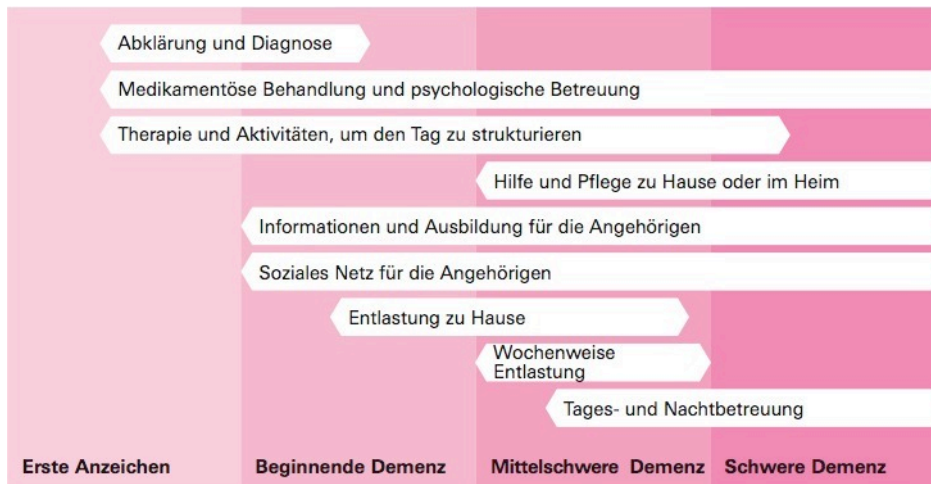 Abklärung und Diagnose
Medikamentöse Behandlung und psychologische Betreuung
Therapie und Aktivitäten, um den Tag zu strukturieren
Hilfe und Pflege zu Hause oder im Heim
Informationen und Ausbildung für die Angehörigen
Soziales Netz für die Angehörigen
Entlastung zu Hause
Wochenweise
Entlastung
Tages- und Nachtbetreuung
Erste Anzeichen Beginnende Demenz Mittelschwere Demenz Schwere Demenz